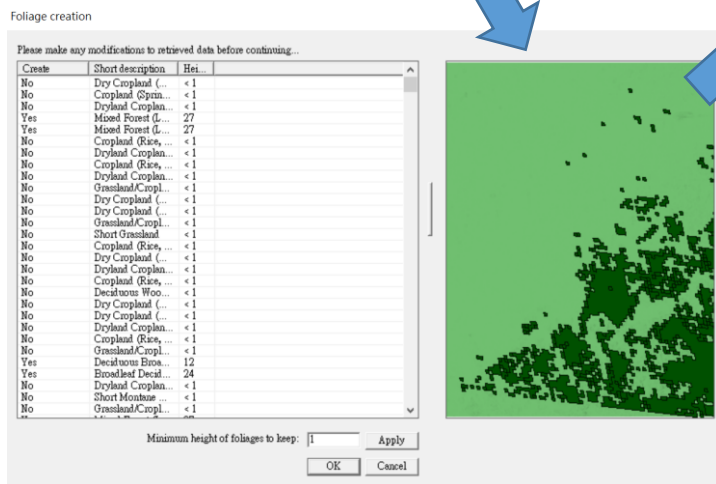 Foliage creation
Please make any modifications to retrieved data before continuing...
Create Short description Hei...
No Dry Cropland (... < 1
No Cropland (Sprin... < 1
No Dryland Croplan... < 1
Yes Mixed Forest (L... 27
Yes Mixed Forest (L... 27
No Cropland (Rice, ... < 1
No Dryland Croplan... < 1
No Cropland (Rice, ... < 1
No Dryland Croplan... < 1
No Grassland/Cropl... < 1
No Dry Cropland (... < 1
No Dry Cropland (... < 1
No Grassland/Cropl... < 1
No Short Grassland < 1
No Cropland (Rice, ... < 1
No Dry Cropland (... < 1
No Dryland Croplan... < 1
No Cropland (Rice, ... < 1
No Deciduous Woo... < 1
No Dry Cropland (... < 1
No Dry Cropland (... < 1
No Dryland Croplan... < 1
No Cropland (Rice, ... < 1
No Grassland/Cropl... < 1
Yes Deciduous Broa... 12
Yes Broadleaf Decid... 24
No Dryland Croplan... < 1
No Short Montane ... < 1
No Grassland/Cropl... < 1
Minimum height of foliages to keep: 1 Apply
OK Cancel